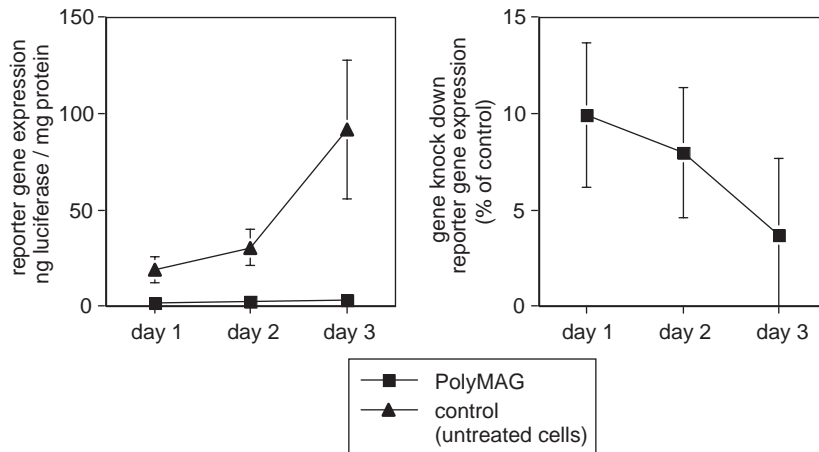 reporter gene expression
ng luciferase / mg protein
150
100
50
0
day 1
day 2
day 3
gene knock down
reporter gene expression
(% of control)
15
10
5
0
day 1
day 2
day 3
PolyMAG
control
(untreated cells)